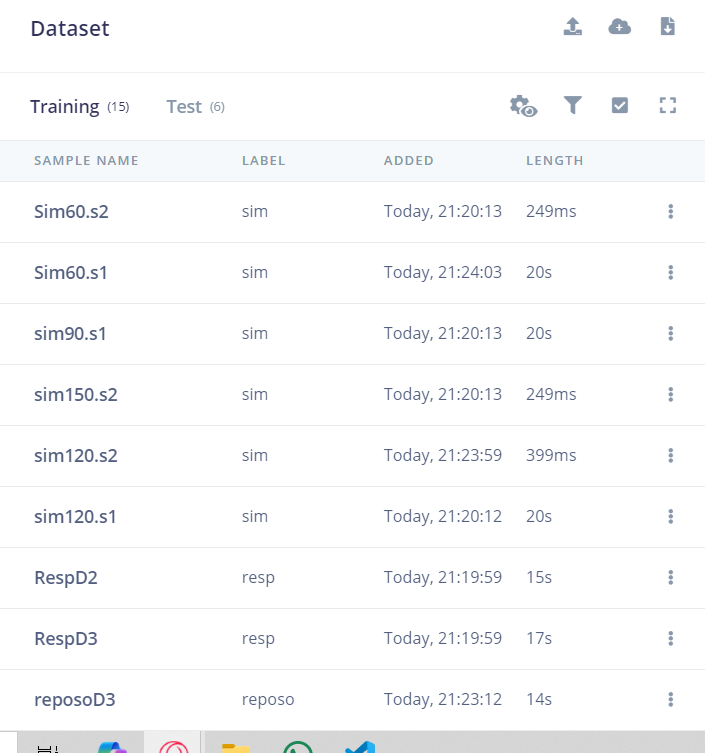 Dataset
Training (15) Test (6)
SAMPLE NAME LABEL ADDED LENGTH
Sim60.s2 sim Today, 21:20:13 249ms
Sim60.s1 sim Today, 21:24:03 20s
sim90.s1 sim Today, 21:20:13 20s
sim150.s2 sim Today, 21:20:13 249ms
sim120.s2 sim Today, 21:23:59 399ms
sim120.s1 sim Today, 21:20:12 20s
RespD2 resp Today, 21:19:59 15s
RespD3 resp Today, 21:19:59 17s
reposoD3 reposo Today, 21:23:12 14s